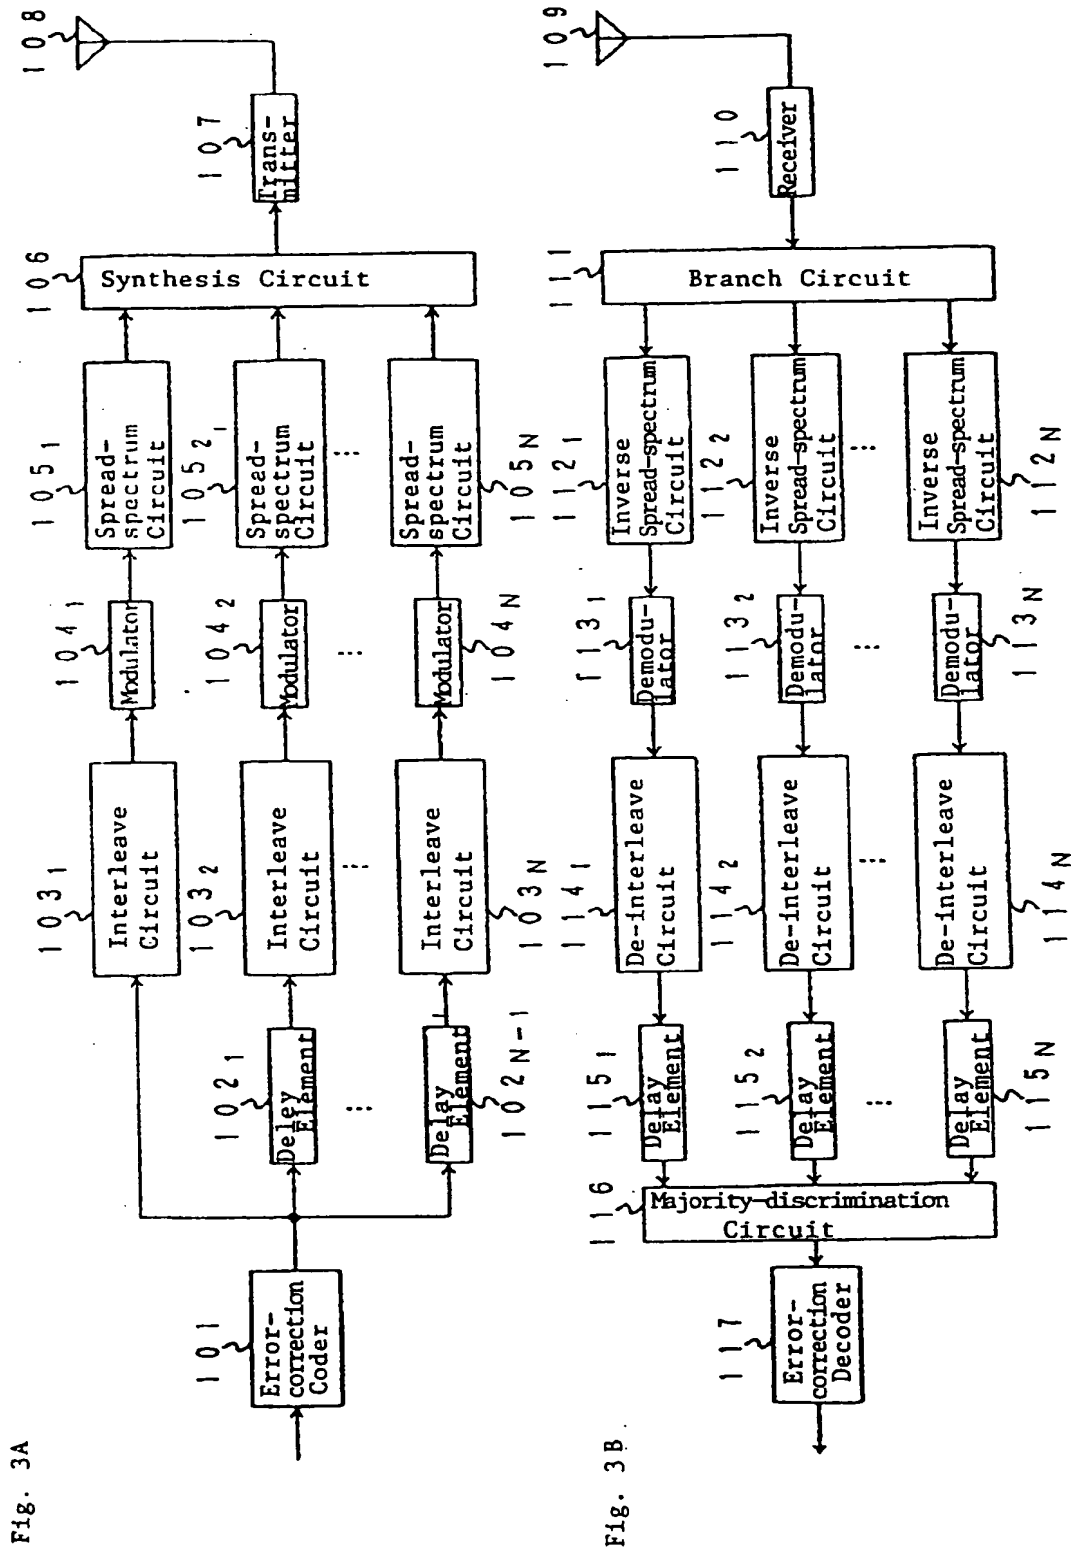 Fig. 3A
101
Error-
correction
Coder
102₁
Deley
Element
...
102N-1
Delay
Element
103₁
Interleave
Circuit
103₂
Interleave
Circuit
...
103N
Interleave
Circuit
104₁
Modulator
104₂
Modulator
...
104N
Modulator
105₁
Spread-
spectrum
Circuit
105₂₁
Spread-
spectrum
Circuit
...
105N
Spread-
spectrum
Circuit
106
Synthesis Circuit
107
Trans-
mitter
108
Fig. 3B
109
110
Receiver
111
Branch Circuit
112₁
Inverse
Spread-spectrum
Circuit
112₂
Inverse
Spread-spectrum
Circuit
...
112N
Inverse
Spread-spectrum
Circuit
113₁
Demodu-
lator
113₂
Demodu-
lator
...
113N
Demodu-
lator
114₁
De-interleave
Circuit
114₂
De-interleave
Circuit
...
114N
De-interleave
Circuit
115₁
Delay
Element
115₂
Delay
Element
...
115N
Delay
Element
116
Majority-discrimination
Circuit
117
Error-
correction
Decoder